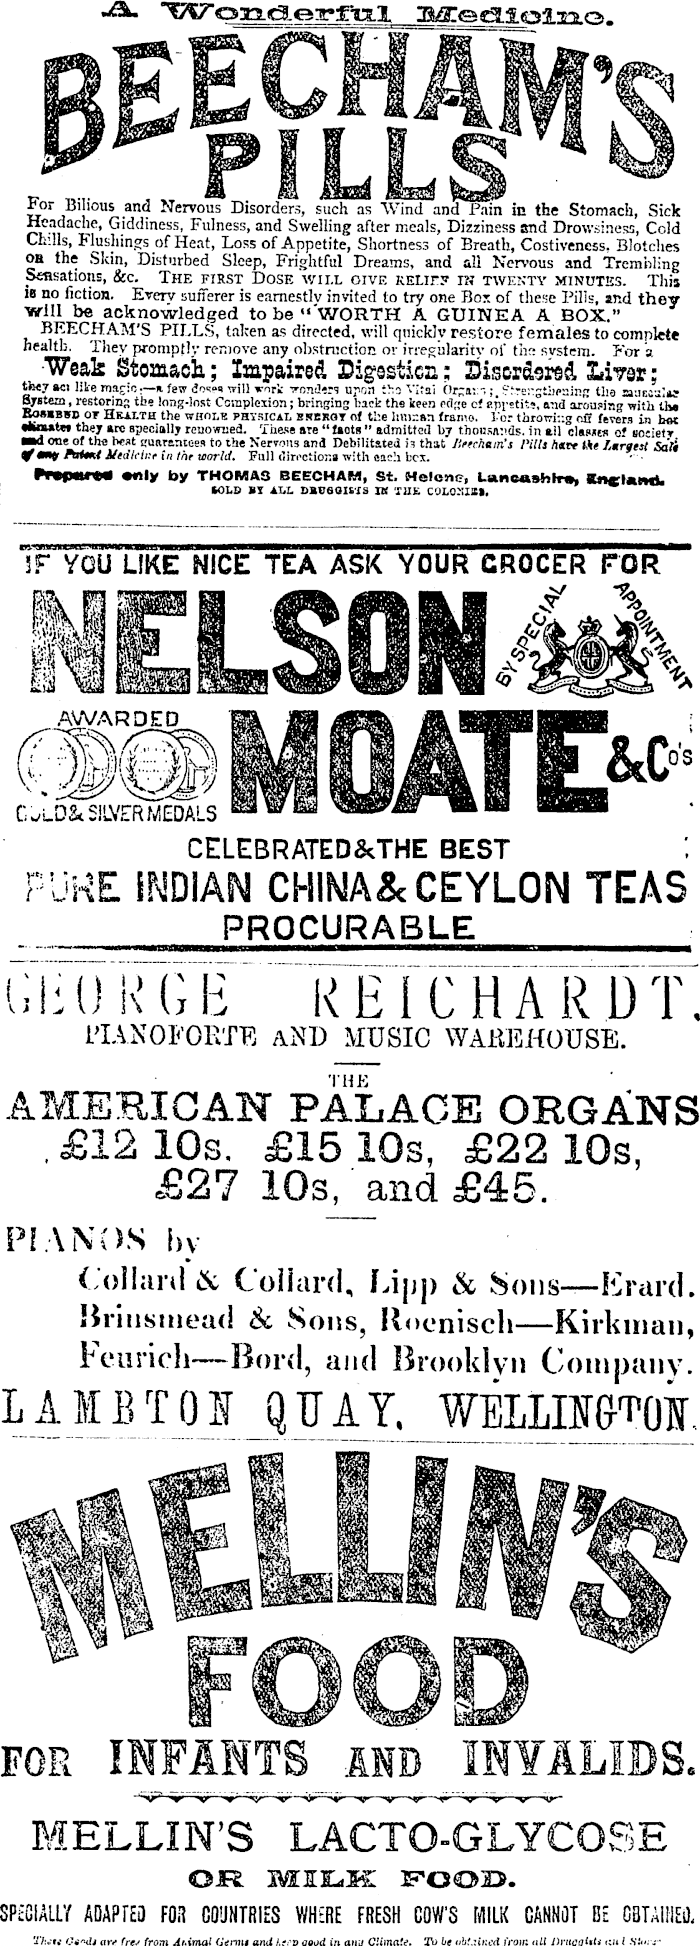 A Wonderful Medicine.
BEECHAM'S
PILLS
For Bilious and Nervous Disorders, such as Wind and Pain in the Stomach, Sick
Headache, Giddiness, Fulness, and Swelling after meals, Dizziness and Drowsiness, Cold
Chills, Flushings of Heat, Loss of Appetite, Shortness of Breath, Costiveness, Blotches
on the Skin, Disturbed Sleep, Frightful Dreams, and all Nervous and Trembling
Sensations, &c. THE FIRST DOSE WILL GIVE RELIEF IN TWENTY MINUTES. This
is no fiction. Every sufferer is earnestly invited to try one Box of these Pills, and they
will be acknowledged to be "WORTH A GUINEA A BOX."
BEECHAM'S PILLS, taken as directed, will quickly restore females to complete
health. They promptly remove any obstruction or irregularity of the system. For a
Weak Stomach; Impaired Digestion; Disordered Liver;
they act like magic;—a few doses will work wonders upon the Vital Organs; Strengthening the muscular
System, restoring the long-lost Complexion; bringing back the keen edge of appetite, and arousing with the
ROSEBUD OF HEALTH the WHOLE PHYSICAL ENERGY of the human frame. For throwing off fevers in hot
climates they are specially renowned. These are "facts" admitted by thousands, in all classes of society
and one of the best guarantees to the Nervous and Debilitated is that Beecham's Pills have the Largest Sale
of any Patent Medicine in the world. Full directions with each box.
Prepared only by THOMAS BEECHAM, St. Helens, Lancashire, England.
SOLD BY ALL DRUGGISTS IN THE COLONIES.
IF YOU LIKE NICE TEA ASK YOUR GROCER FOR
NELSON
BY SPECIAL APPOINTMENT
AWARDED
GOLD & SILVER MEDALS
MOATE & Co's
CELEBRATED & THE BEST
PURE INDIAN CHINA & CEYLON TEAS
PROCURABLE
GEORGE REICHARDT.
PIANOFORTE AND MUSIC WAREHOUSE.
THE
AMERICAN PALACE ORGANS
£12 10s. £15 10s, £22 10s,
£27 10s, and £45.
PIANOS by
Collard & Collard, Lipp & Sons—Erard.
Brinsmead & Sons, Roenisch—Kirkman,
Feurich—Bord, and Brooklyn Company.
LAMBTON QUAY, WELLINGTON.
MELLIN'S
FOOD
FOR INFANTS AND INVALIDS.
MELLIN'S LACTO-GLYCOSE
OR MILK FOOD.
SPECIALLY ADAPTED FOR COUNTRIES WHERE FRESH COW'S MILK CANNOT BE OBTAINED.
These Goods are free from Animal Germs and keep good in any Climate. To be obtained from all Druggists and Stores